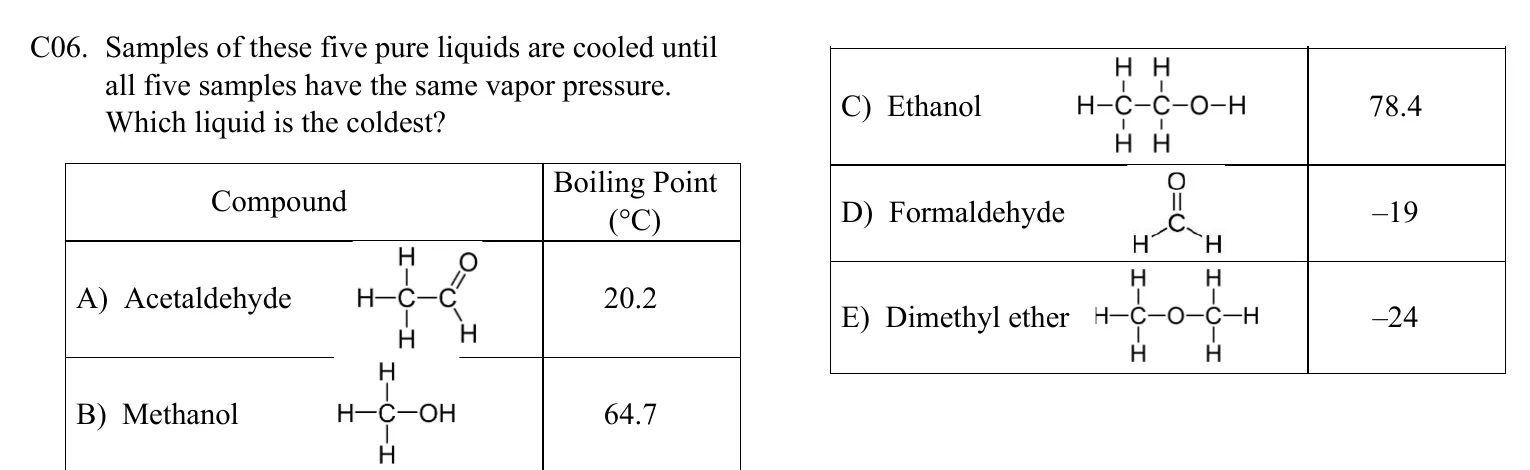 C06. Samples of these five pure liquids are cooled until
all five samples have the same vapor pressure.
Which liquid is the coldest?
Compound Boiling Point
(°C)
H
O
A) Acetaldehyde H–C–C 20.2
H H
H
B) Methanol H–C–OH 64.7
H
H H
C) Ethanol H–C–C–O–H 78.4
H H
O
D) Formaldehyde C –19
H H
H H
E) Dimethyl ether H–C–O–C–H –24
H H